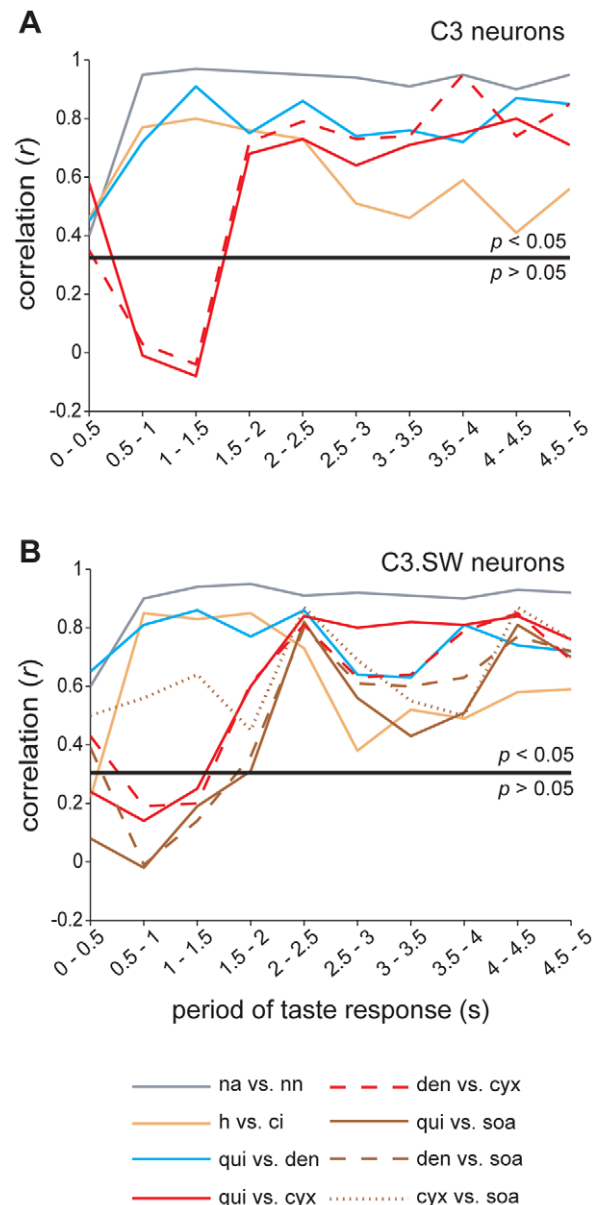 A
C3 neurons
1
0.8
0.6
0.4
0.2
0
-0.2
correlation (r)
p < 0.05
p > 0.05
0 - 0.5
0.5 - 1
1 - 1.5
1.5 - 2
2 - 2.5
2.5 - 3
3 - 3.5
3.5 - 4
4 - 4.5
4.5 - 5
B
C3.SW neurons
1
0.8
0.6
0.4
0.2
0
-0.2
correlation (r)
p < 0.05
p > 0.05
0 - 0.5
0.5 - 1
1 - 1.5
1.5 - 2
2 - 2.5
2.5 - 3
3 - 3.5
3.5 - 4
4 - 4.5
4.5 - 5
period of taste response (s)
na vs. nn
den vs. cyx
h vs. ci
qui vs. soa
qui vs. den
den vs. soa
qui vs. cyx
cyx vs. soa